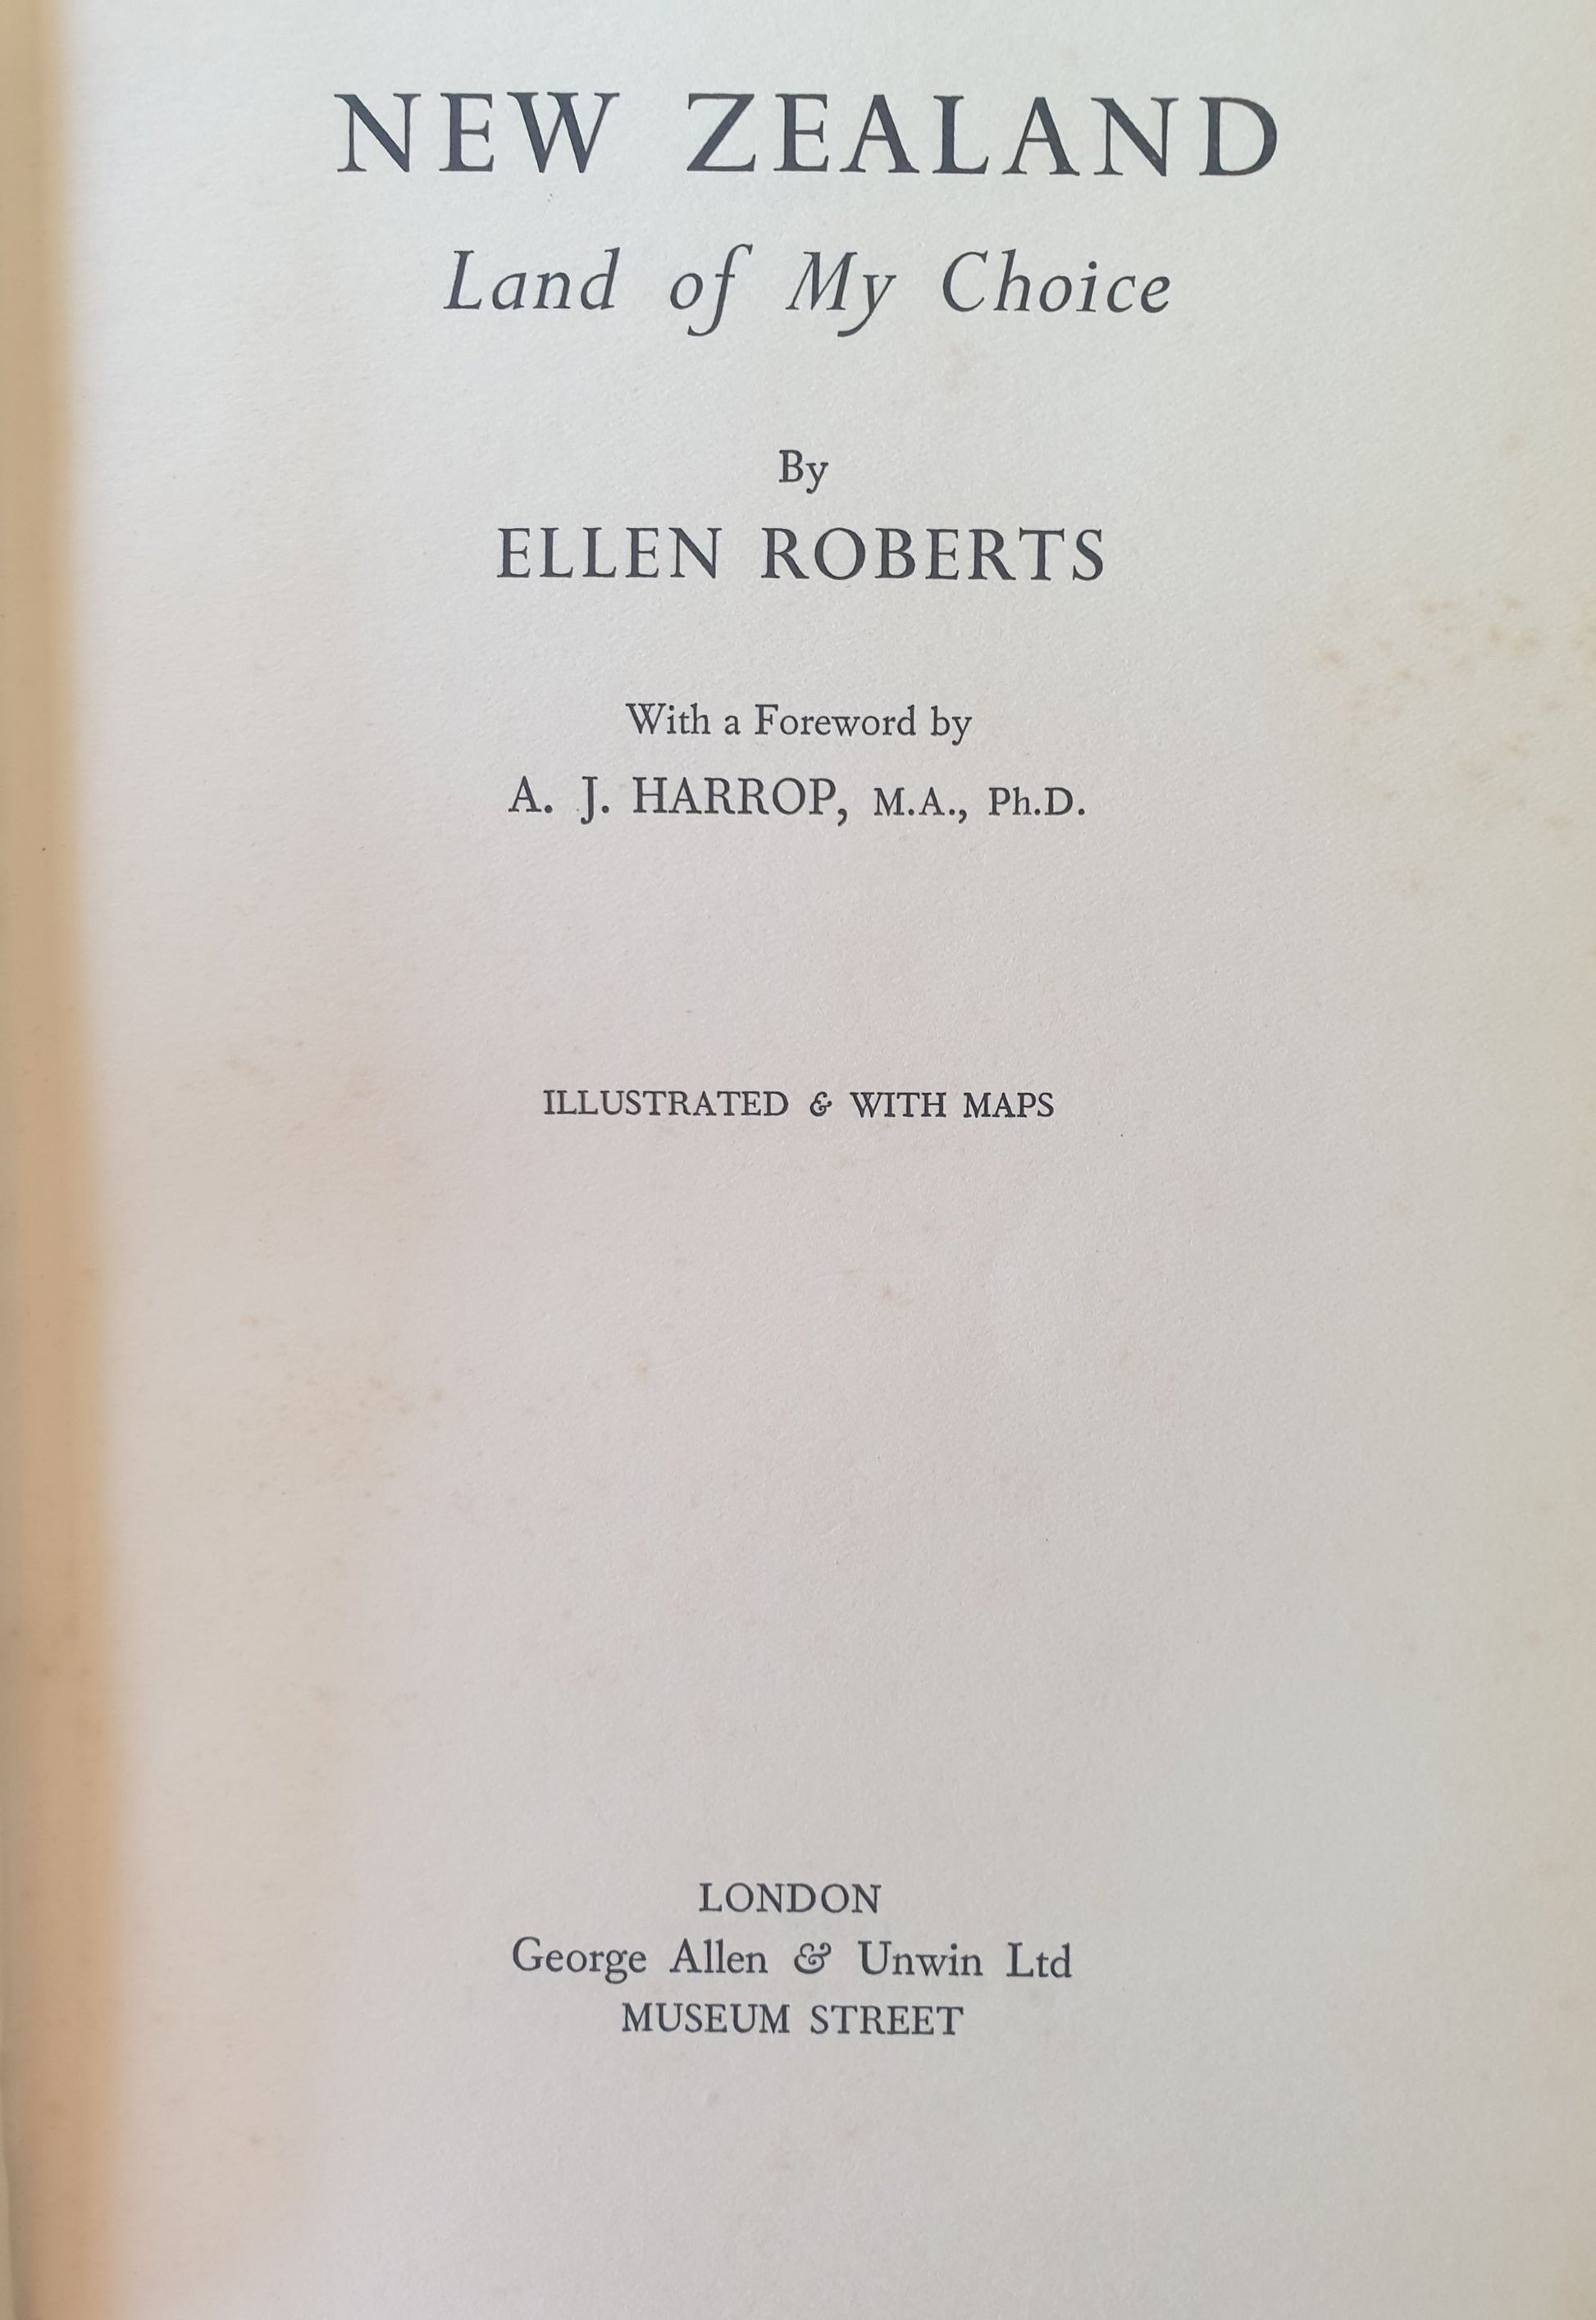 NEW ZEALAND
Land of My Choice
By
ELLEN ROBERTS
With a Foreword by
A. J. HARROP, M.A., Ph.D.
ILLUSTRATED & WITH MAPS
LONDON
George Allen & Unwin Ltd
MUSEUM STREET